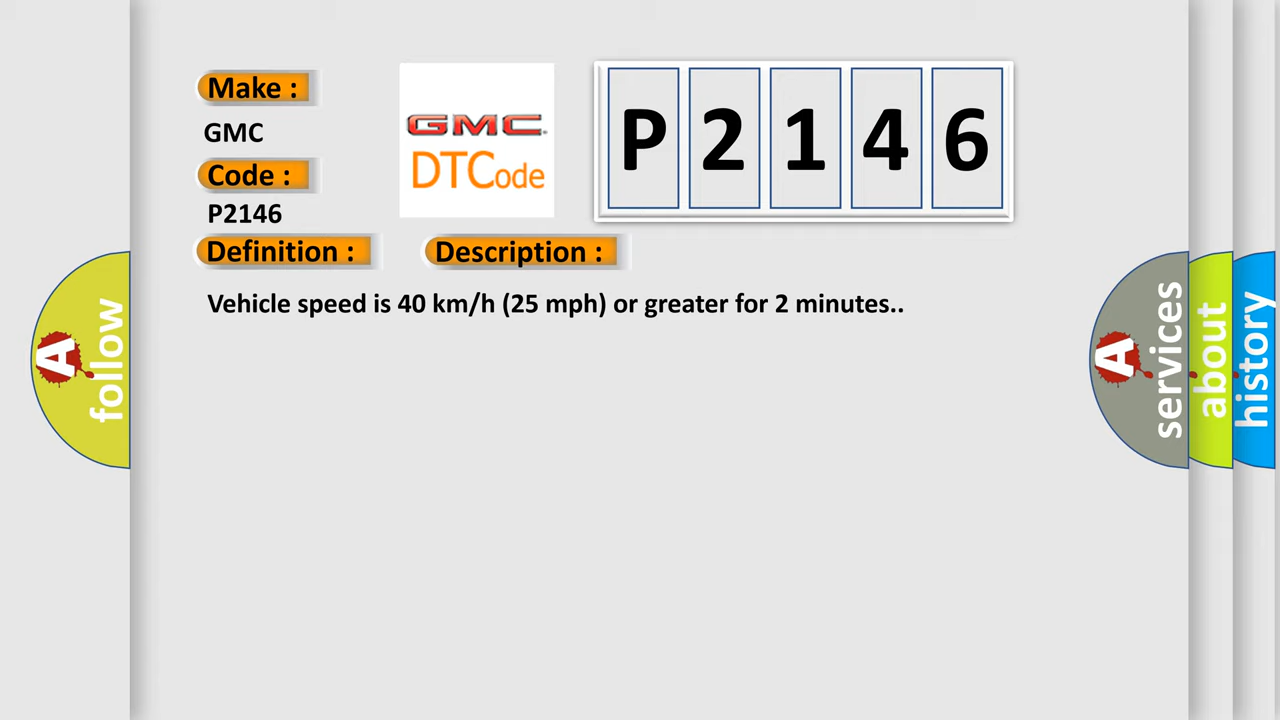 Make :
GMC
Code :
P2146
Definition :
Description :
Vehicle speed is 40 km/h (25 mph) or greater for 2 minutes..
GMC
DTCode
P 2 1 4 6
A follow
A services
about
history